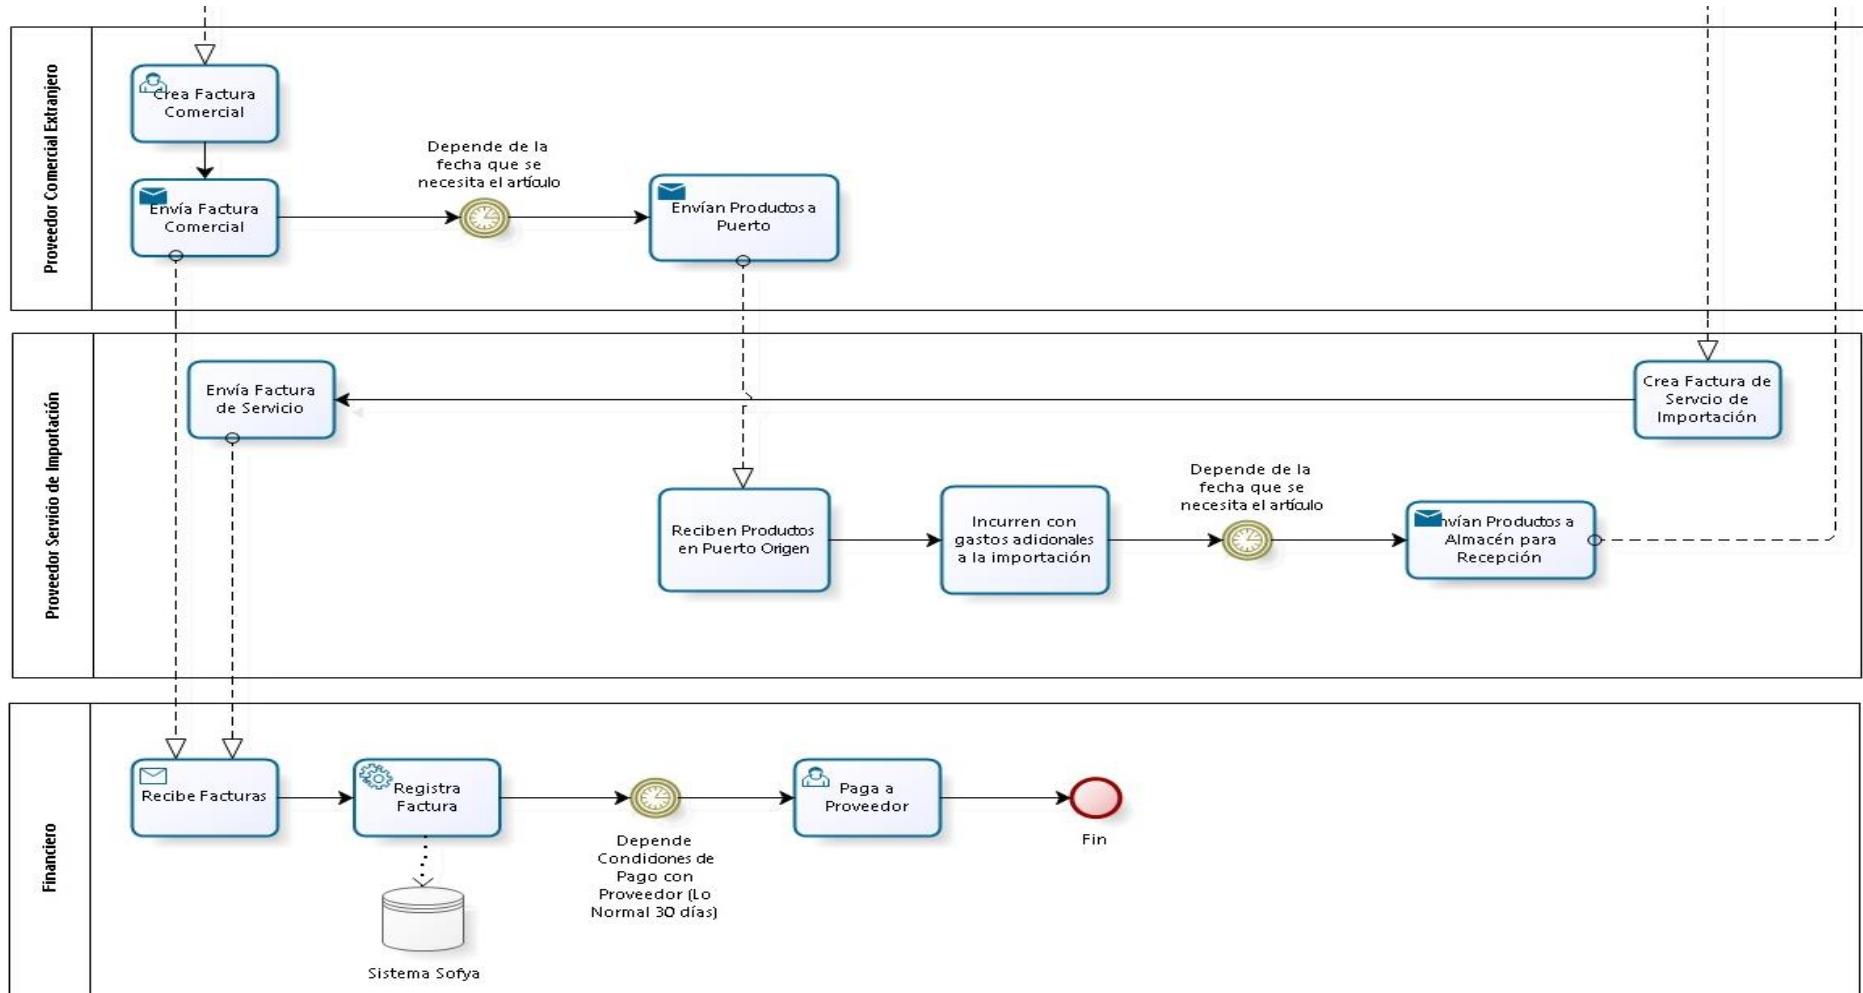 Proveedor Comercial Extranjero
Crea Factura
Comercial
Envía Factura
Comercial
Depende de la
fecha que se
necesita el artículo
Envían Productos a
Puerto
Proveedor Servicio de Importación
Envía Factura
de Servicio
Crea Factura de
Servcio de
Importación
Reciben Productos
en Puerto Origen
Incurren con
gastos adicionales
a la importación
Depende de la
fecha que se
necesita el artículo
Envían Productos a
Almacén para
Recepción
Financiero
Recibe Facturas
Registra
Factura
Sistema Sofya
Depende
Condiciones de
Pago con
Proveedor (Lo
Normal 30 días)
Paga a
Proveedor
Fin